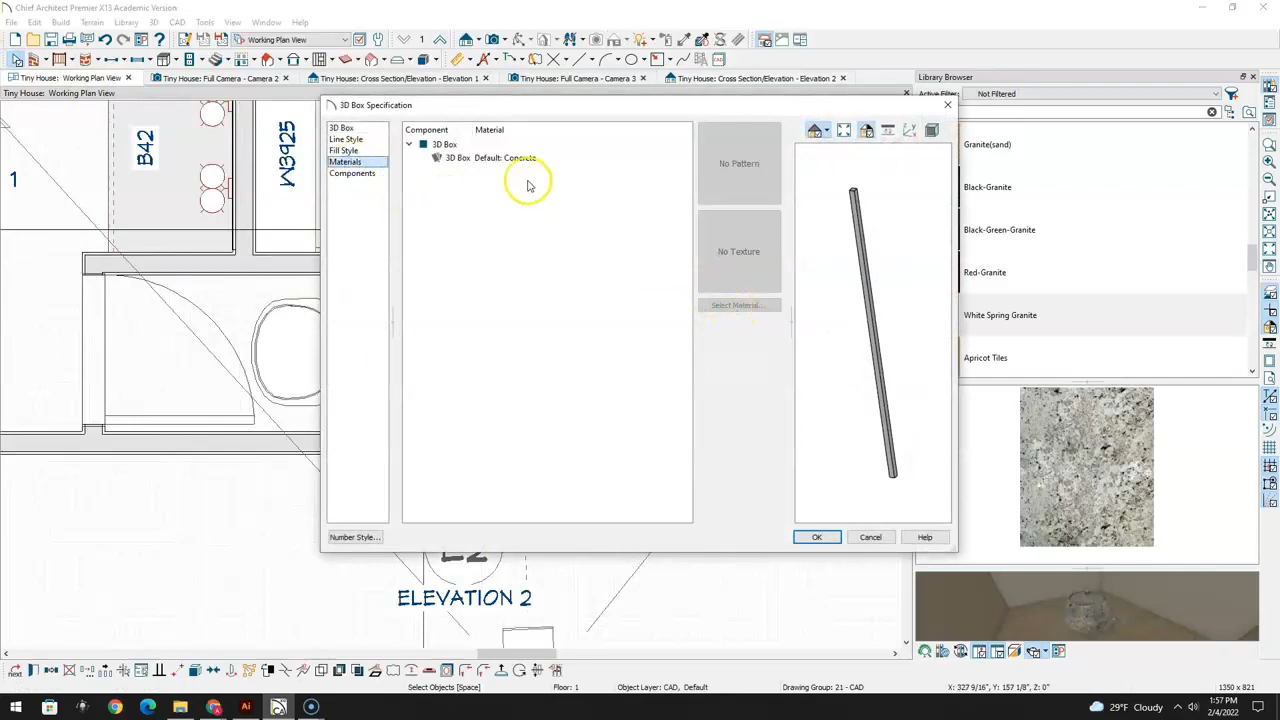 Chief Architect Premier X13 Academic Version
File Edit Build Terrain Library 3D CAD Tools View Window Help
Working Plan View
Tiny House: Working Plan View
Tiny House: Full Camera - Camera 2
Tiny House: Cross Section/Elevation - Elevation 1
Tiny House: Full Camera - Camera 3
Tiny House: Cross Section/Elevation - Elevation 2
Library Browser
Tiny House: Working Plan View
Not Filtered
3D Box Specification
3D Box
Line Style
Fill Style
Materials
Components
Component Material
3D Box
3D Box Default: Concrete
No Pattern
No Texture
Select Material...
Number Style...
OK
Cancel
Help
1
B42
W3925
Granite(sand)
Black-Granite
Black-Green-Granite
Red-Granite
White Spring Granite
Apricot Tiles
ELEVATION 2
Select Objects [Space]
Floor: 1
Object Layer: CAD, Default
Drawing Group: 21 - CAD
X: 327 9/16", Y: 157 1/8", Z: 0"
1350 x 821
29°F Cloudy
1:57 PM
2/4/2022